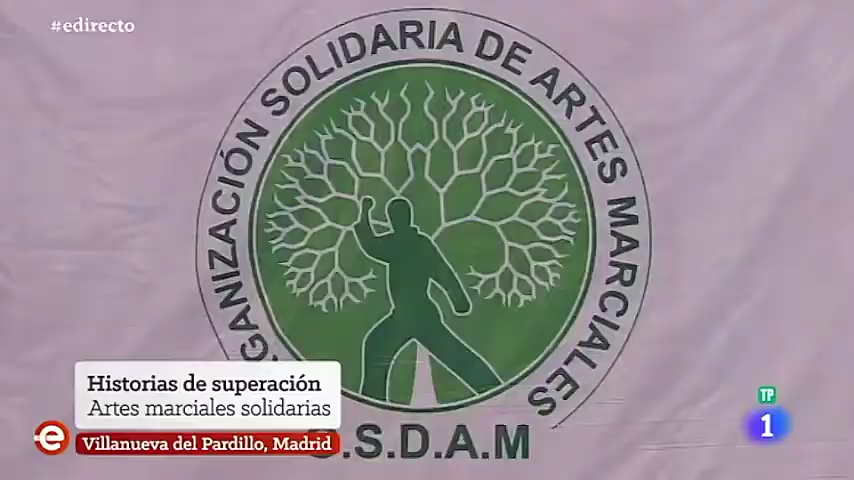 #edirecto
ORGANIZACIÓN SOLIDARIA DE ARTES MARCIALES
Historias de superación
Artes marciales solidarias
e
Villanueva del Pardillo, Madrid
.S.D.A.M
TP
1